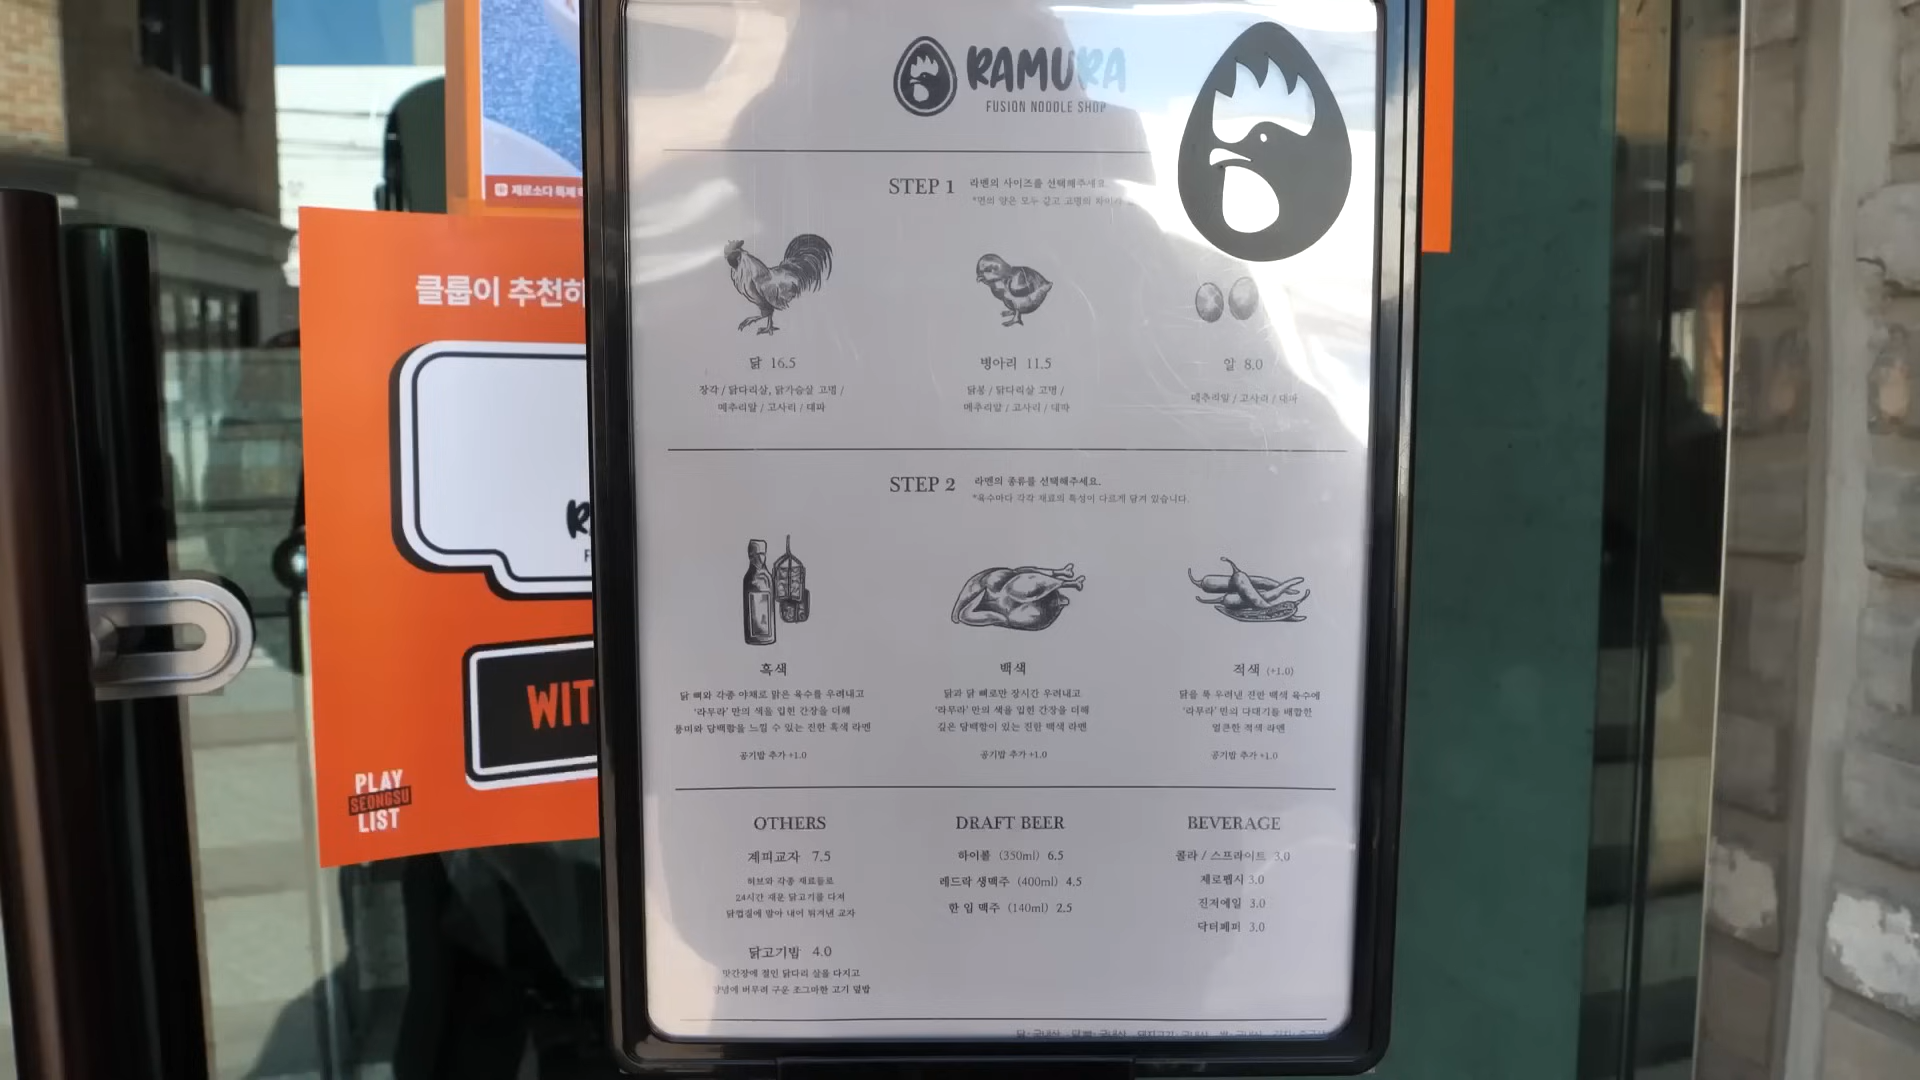 RAMURA
FUSION NOODLE SHOP
STEP 1
라멘의 사이즈를 선택해주세요.
*면의 양은 모두 같고 고명의
닭 16.5
장각 / 닭다리살, 닭가슴살 고명 /
메추리알 / 고사리 / 대파
병아리 11.5
닭봉 / 닭다리살 고명 /
메추리알 / 고사리 / 대파
알 8.0
메추리알 / 고사리 / 대파
STEP 2
라멘의 종류를 선택해주세요.
*육수마다 각각 재료의 특성이 다르게 담겨 있습니다.
흑색
닭 뼈와 각종 야채로 맑은 육수를 우려내고
'라무라' 만의 색을 입힌 간장을 더해
풍미와 담백함을 느낄 수 있는 진한 흑색 라멘
공기밥 추가 +1.0
백색
닭과 닭 뼈로만 장시간 우려내고
'라무라' 만의 색을 입힌 간장을 더해
깊은 담백함이 있는 진한 백색 라멘
공기밥 추가 +1.0
적색 (+1.0)
닭을 푹 우려낸 진한 백색 육수에
'라무라' 만의 다대기를 배합한
얼큰한 적색 라멘
공기밥 추가 +1.0
OTHERS
계피교자 7.5
허브와 각종 재료들로
24시간 재운 닭고기를 다져
닭껍질에 말아 내어 튀겨낸 교자
닭고기밥 4.0
맛간장에 절인 닭다리 살을 다지고
양념에 버무려 구운 조그마한 고기 덮밥
DRAFT BEER
하이볼 (350ml) 6.5
레드락 생맥주 (400ml) 4.5
한 입 맥주 (140ml) 2.5
BEVERAGE
콜라 / 스프라이트 3.0
제로펩시 3.0
진저에일 3.0
닥터페퍼 3.0
제로소다 특제
클룹이 추천하
R
F
WIT
PLAY
SEONGSU
LIST